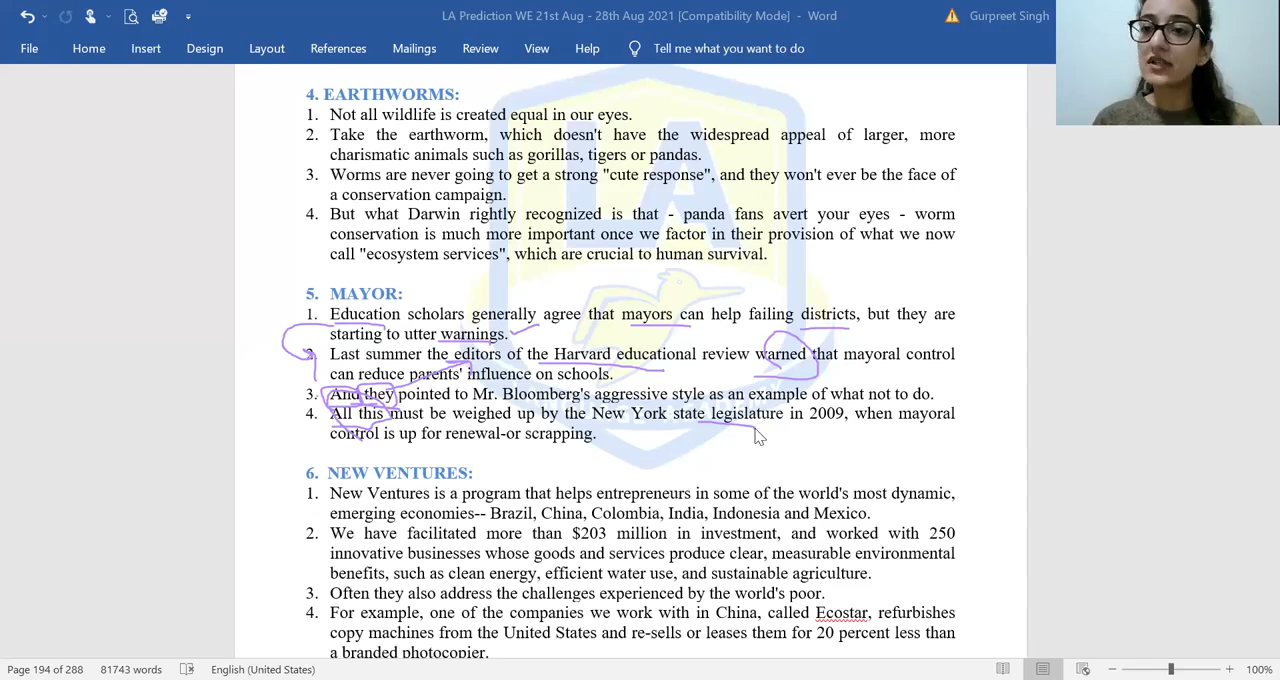 LA Prediction WE 21st Aug - 28th Aug 2021 [Compatibility Mode] - Word
Gurpreet Singh
File Home Insert Design Layout References Mailings Review View Help Tell me what you want to do
LA
4. EARTHWORMS:
1. Not all wildlife is created equal in our eyes.
2. Take the earthworm, which doesn't have the widespread appeal of larger, more
charismatic animals such as gorillas, tigers or pandas.
3. Worms are never going to get a strong "cute response", and they won't ever be the face of
a conservation campaign.
4. But what Darwin rightly recognized is that - panda fans avert your eyes - worm
conservation is much more important once we factor in their provision of what we now
call "ecosystem services", which are crucial to human survival.
5. MAYOR:
1. Education scholars generally agree that mayors can help failing districts, but they are
starting to utter warnings.
2. Last summer the editors of the Harvard educational review warned that mayoral control
can reduce parents' influence on schools.
3. And they pointed to Mr. Bloomberg's aggressive style as an example of what not to do.
4. All this must be weighed up by the New York state legislature in 2009, when mayoral
control is up for renewal-or scrapping.
6. NEW VENTURES:
1. New Ventures is a program that helps entrepreneurs in some of the world's most dynamic,
emerging economies-- Brazil, China, Colombia, India, Indonesia and Mexico.
2. We have facilitated more than $203 million in investment, and worked with 250
innovative businesses whose goods and services produce clear, measurable environmental
benefits, such as clean energy, efficient water use, and sustainable agriculture.
3. Often they also address the challenges experienced by the world's poor.
4. For example, one of the companies we work with in China, called Ecostar, refurbishes
copy machines from the United States and re-sells or leases them for 20 percent less than
a branded photocopier.
Page 194 of 288 81743 words English (United States) 100%